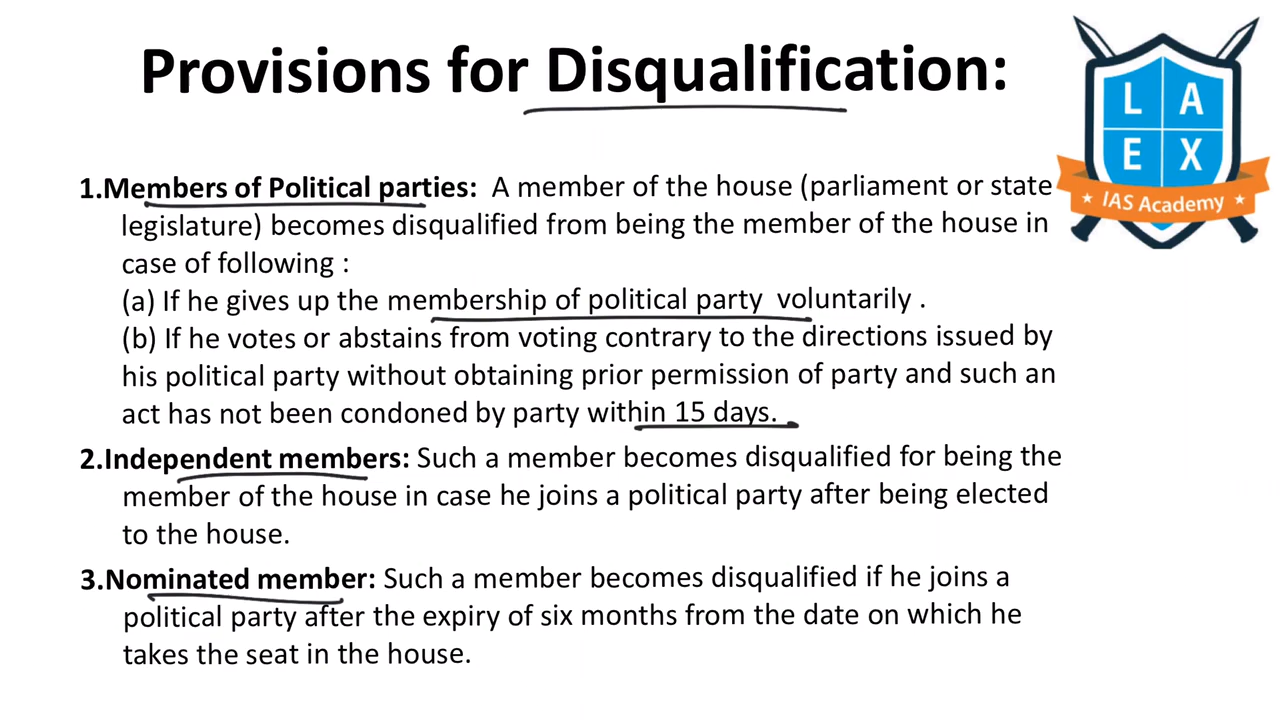 Provisions for Disqualification:
L A
E X
IAS Academy
1.Members of Political parties: A member of the house (parliament or state
legislature) becomes disqualified from being the member of the house in
case of following :
(a) If he gives up the membership of political party voluntarily .
(b) If he votes or abstains from voting contrary to the directions issued by
his political party without obtaining prior permission of party and such an
act has not been condoned by party within 15 days.
2.Independent members: Such a member becomes disqualified for being the
member of the house in case he joins a political party after being elected
to the house.
3.Nominated member: Such a member becomes disqualified if he joins a
political party after the expiry of six months from the date on which he
takes the seat in the house.